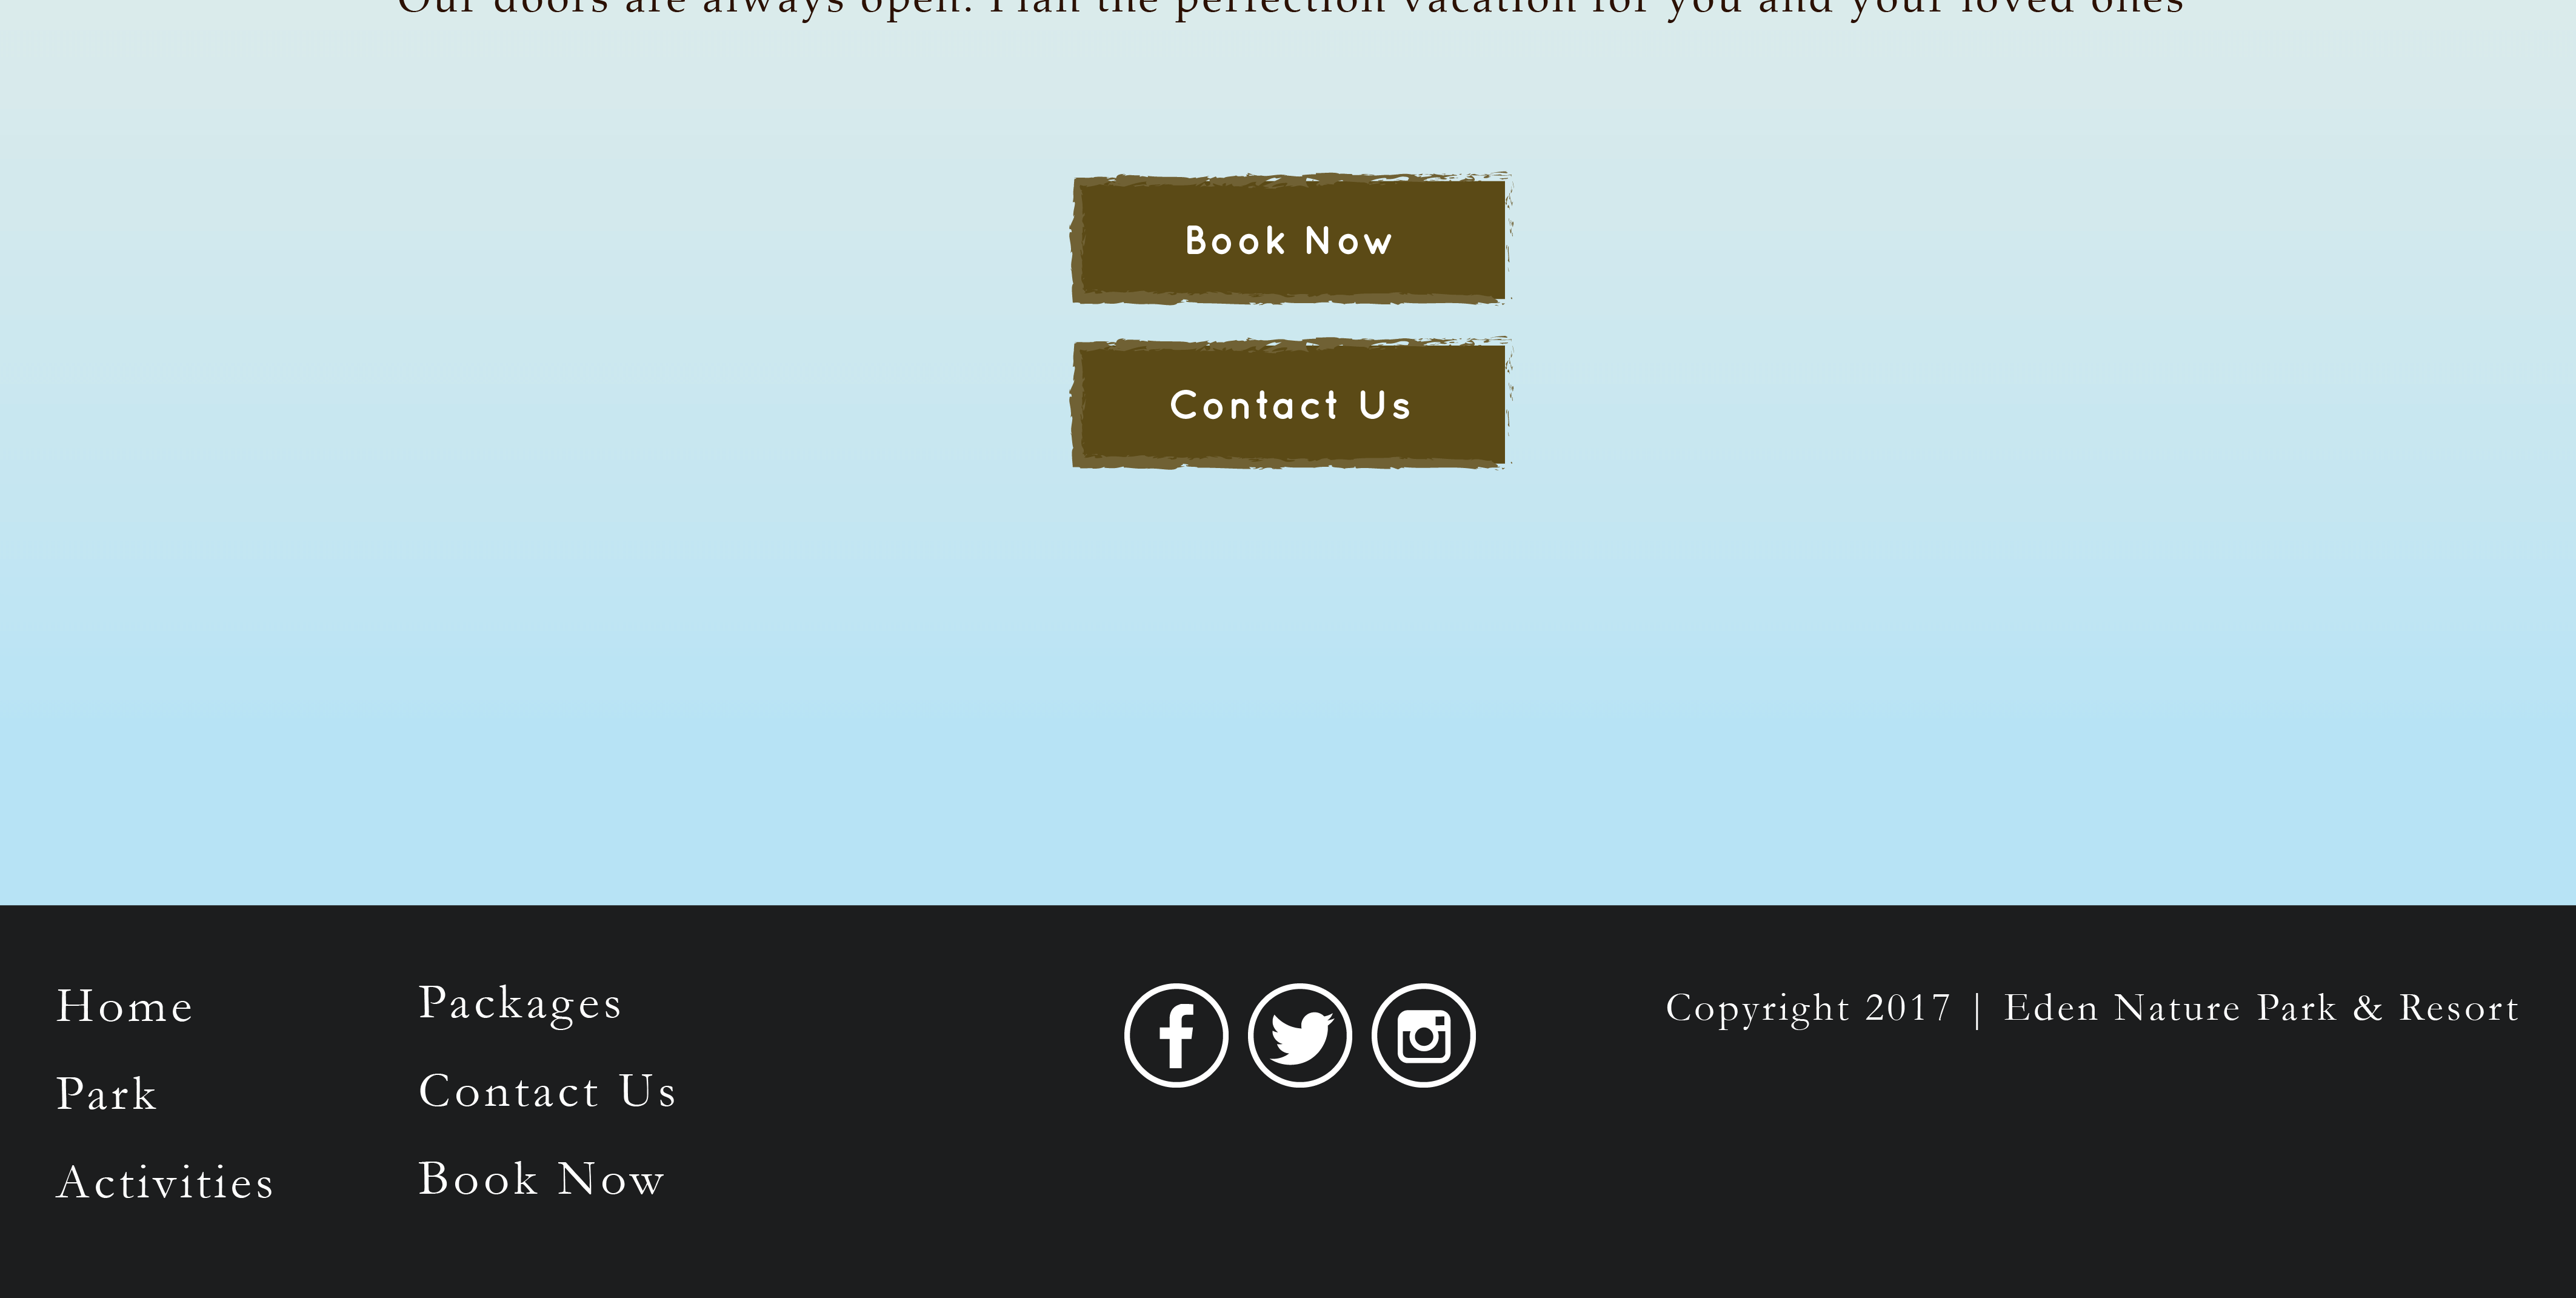 Our doors are always open. Plan the perfection vacation for you and your loved ones
Book Now
Contact Us
Home
Park
Activities
Packages
Contact Us
Book Now
Copyright 2017 | Eden Nature Park & Resort